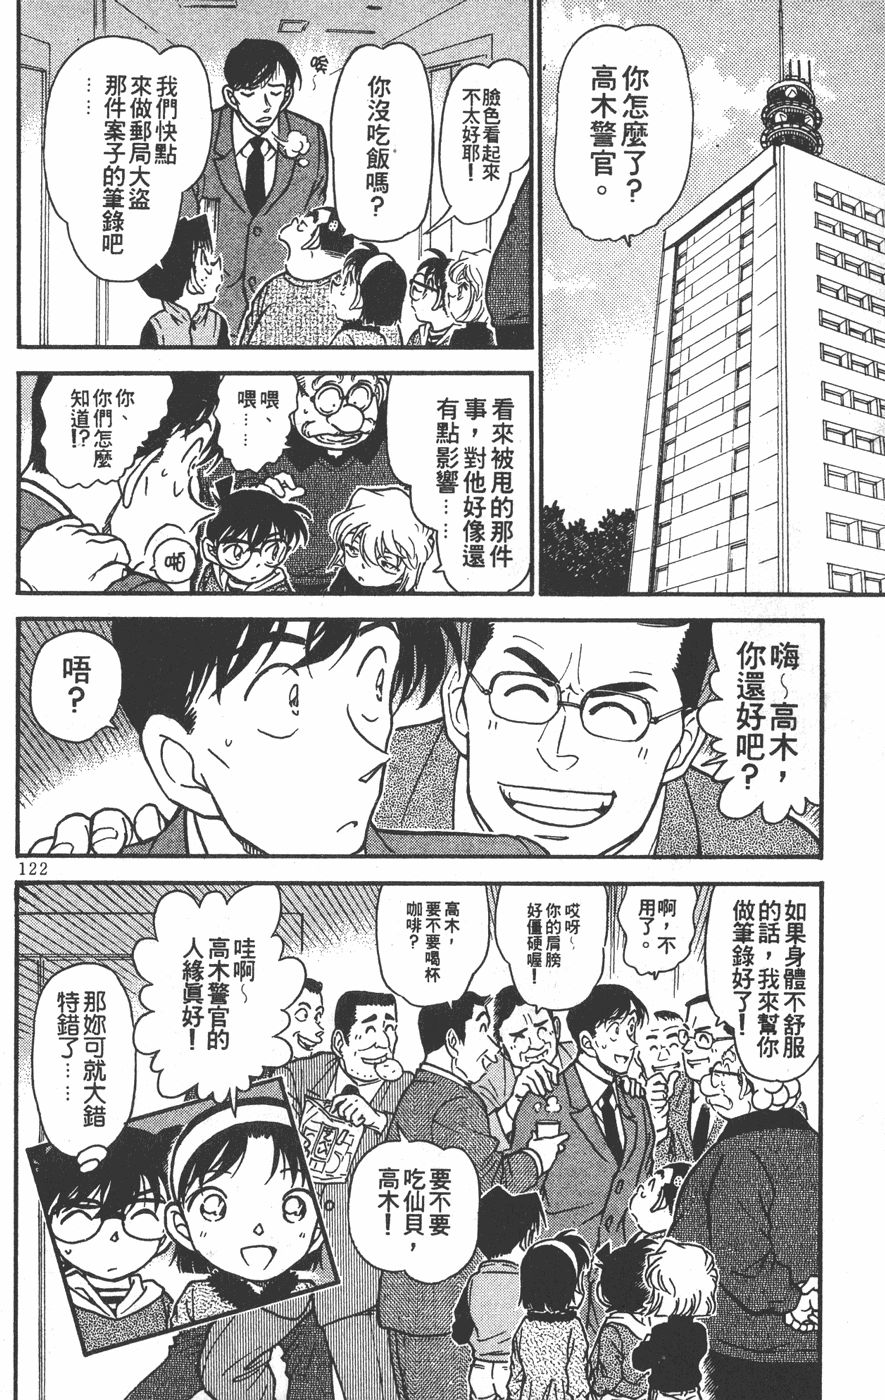 你怎麼了？
高木警官。
臉色看起來
不太好耶！
你沒吃飯嗎？
唉～
我們快點
來做郵局大盜
那件案子的筆錄吧
……
看來被甩的那件
事，對他好像還
有點影響……
喂、
喂……
你、
你們怎麼
知道!?
嗨～高木，
你還好吧？
唔？
122
如果身體不舒服
的話，我來幫你
做筆錄好了！
啊，不
用了。
哎呀～
你的肩膀
好僵硬喔！
高木，
要不要喝杯
咖啡？
要不要
吃仙貝，
高木！
哇啊～
高木警官的
人緣眞好！
那妳可就大錯
特錯了……